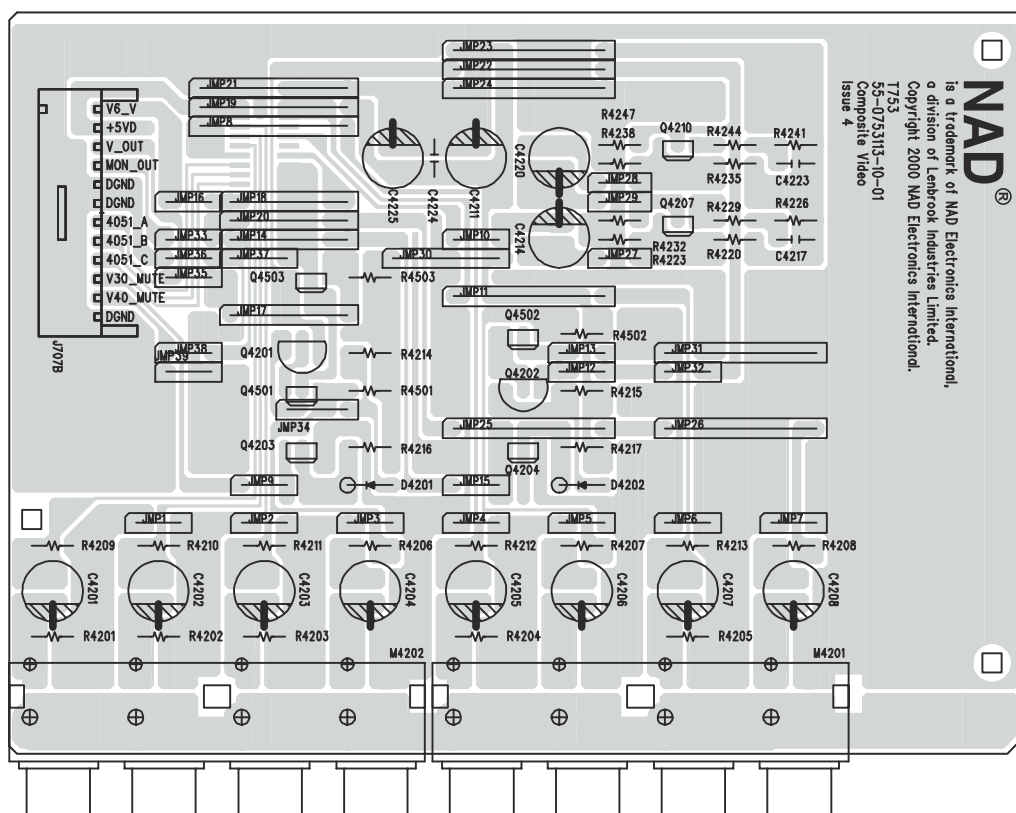 JMP23
JMP22
JMP24
JMP21
JMP19
JMP8
V6_V
+5VD
V_OUT
MON_OUT
DGND
DGND
4051_A
4051_B
4051_C
V30_MUTE
V40_MUTE
DGND
J707B
JMP16
JMP18
JMP20
JMP33
JMP14
JMP36
JMP37
JMP35
JMP10
JMP30
C4225
C4224
C4211
C4220
C4214
R4247
R4238
Q4210
R4244
R4241
R4235
C4223
JMP28
JMP29
Q4207
R4229
R4226
R4232
R4223
R4220
C4217
JMP27
NAD®
is a trademark of NAD Electronics International,
a division of Lenbrook Industries Limited.
Copyright 2000 NAD Electronics International.
T753
55-0753113-10-01
Composite Video
Issue 4
Q4503
R4503
JMP11
JMP17
Q4502
R4502
JMP38
JMP39
Q4201
R4214
JMP13
JMP31
Q4202
JMP12
JMP32
Q4501
R4501
R4215
JMP34
JMP25
JMP26
Q4203
R4216
Q4204
R4217
JMP9
D4201
JMP15
D4202
JMP1
JMP2
JMP3
JMP4
JMP5
JMP6
JMP7
R4209
R4210
R4211
R4206
R4212
R4207
R4213
R4208
C4201
C4202
C4203
C4204
C4205
C4206
C4207
C4208
R4201
R4202
R4203
R4204
R4205
M4202
M4201